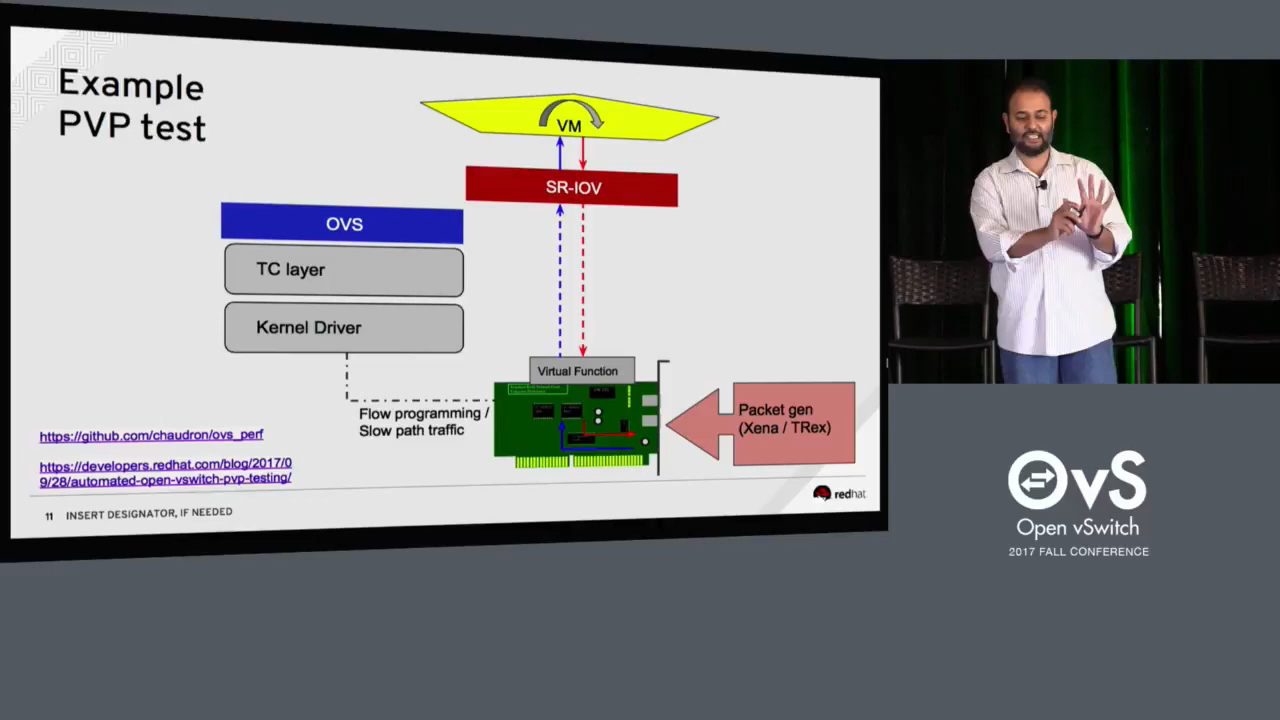 Example
PVP test
VM
SR-IOV
OVS
TC layer
Kernel Driver
Virtual Function
Flow programming /
Slow path traffic
Packet gen
(Xena / TRex)
https://github.com/chaudron/ovs_perf
https://developers.redhat.com/blog/2017/0
9/28/automated-open-vswitch-pvp-testing/
11 INSERT DESIGNATOR, IF NEEDED
redhat
OvS
Open vSwitch
2017 FALL CONFERENCE